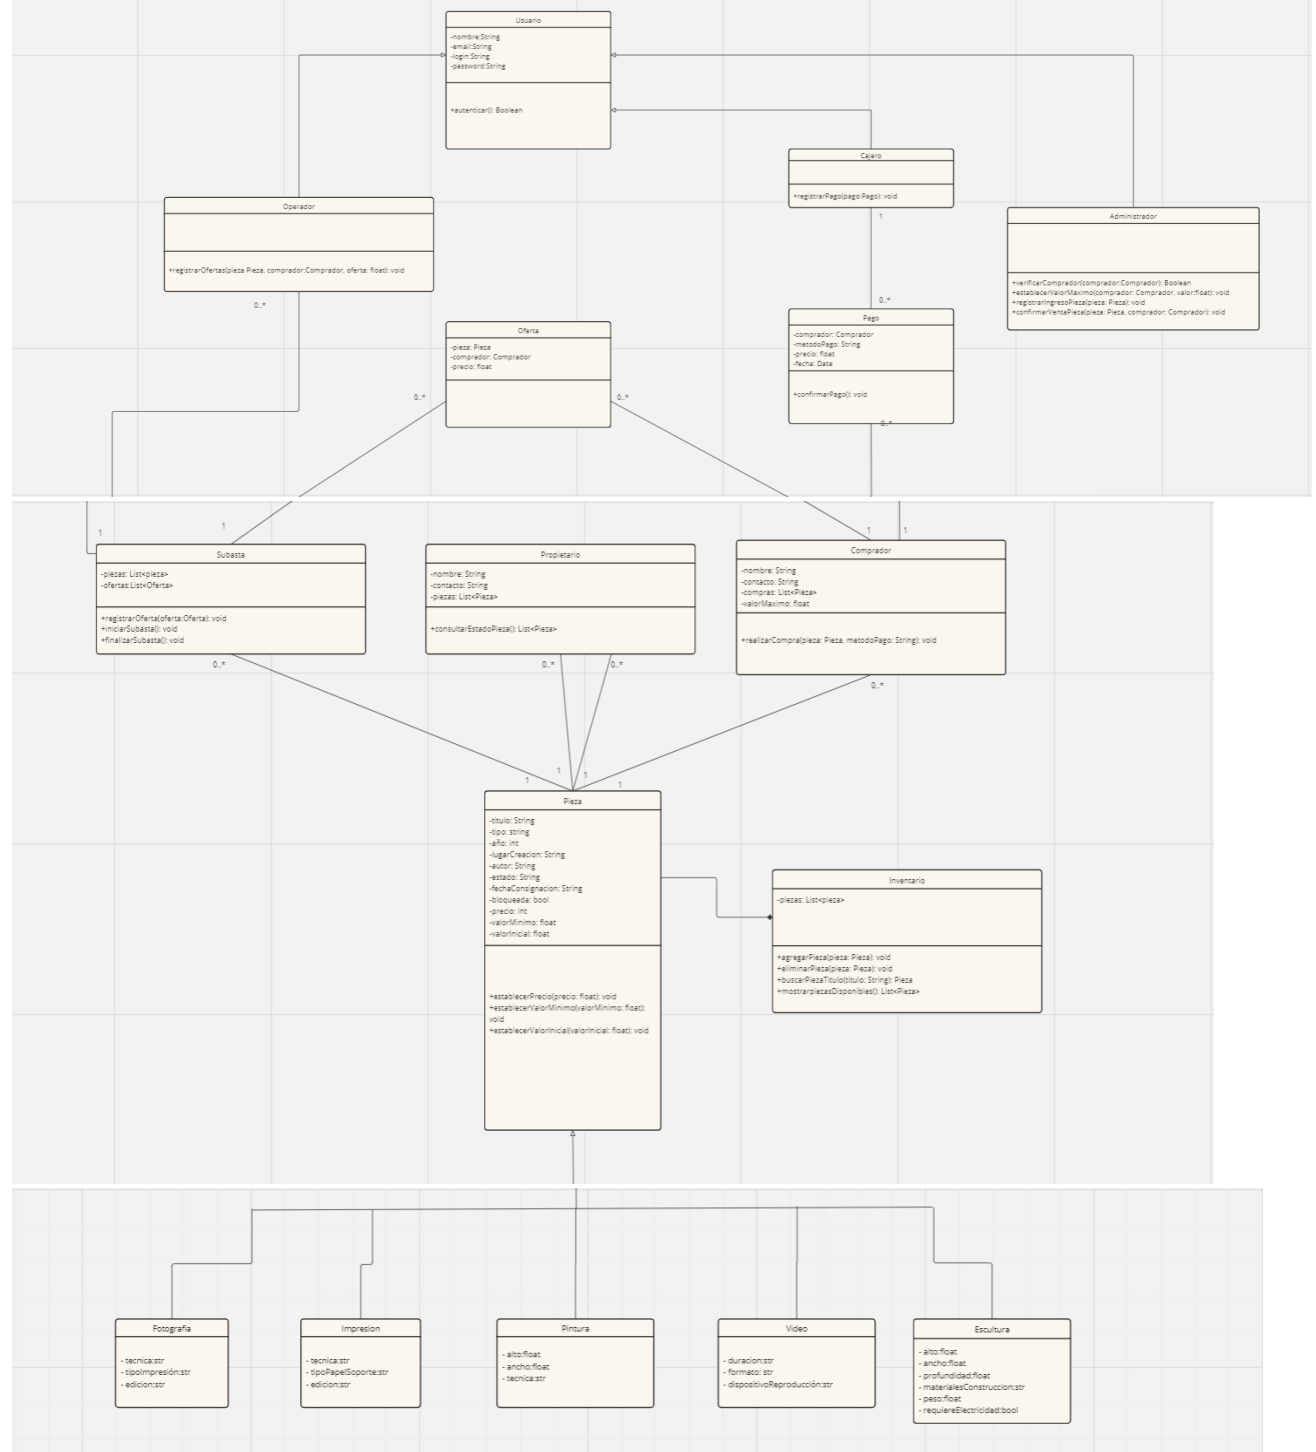 Usuario
-nombre:String
-email:String
-login:String
-password:String
+autenticar(): Boolean
Cajero
+registrarPago(pago:Pago): void
1
Operador
+registrarOfertas(pieza Pieza, comprador:Comprador, oferta: float): void
0..*
Administrador
+verificarComprador(comprador:Comprador): Boolean
+establecerValorMaximo(comprador: Comprador, valor:float): void
+registrarIngresoPieza(pieza: Pieza): void
+confirmarVentaPieza(pieza: Pieza, comprador: Comprador): void
0..*
Oferta
-pieza: Pieza
-comprador: Comprador
-precio: float
0..*
0..*
Pago
-comprador: Comprador
-metodoPago: String
-precio: float
-fecha: Date
+confirmarPago(): void
0..*
1
1
1
1
Subasta
-piezas: List<pieza>
-ofertas:List<Oferta>
+registrarOferta(oferta:Oferta): void
+iniciarSubasta(): void
+finalizarSubasta(): void
0..*
Propietario
-nombre: String
-contacto: String
-piezas: List<Pieza>
+consultarEstadoPieza(): List<Pieza>
0..*
0..*
Comprador
-nombre: String
-contacto: String
-compras: List<Pieza>
-valorMaximo: float
+realizarCompra(pieza: Pieza, metodoPago: String): void
0..*
1
1
1
1
Pieza
-titulo: String
-tipo: string
-año: int
-lugarCreacion: String
-autor: String
-estado: String
-fechaConsignacion: String
-bloqueada: bool
-precio: int
-valorMinimo: float
-valorInicial: float
+establecerPrecio(precio: float): void
+establecerValorMinimo(valorMinimo: float):
void
+establecerValorInicial(valorInicial: float): void
Inventario
-piezas: List<pieza>
+agregarPieza(pieza: Pieza): void
+eliminarPieza(pieza: Pieza): void
+buscarPiezaTitulo(titulo: String): Pieza
+mostrarpiezasDisponibles(): List<Pieza>
Fotografía
- tecnica:str
- tipoImpresión:str
- edicion:str
Impresion
- tecnica:str
- tipoPapelSoporte:str
- edicion:str
Pintura
- alto:float
- ancho:float
- tecnica:str
Video
- duracion:str
- formato: str
- dispositivoReproducción:str
Escultura
- alto:float
- ancho:float
- profundidad:float
- materialesConstruccion:str
- peso:float
- requiereElectricidad:bool